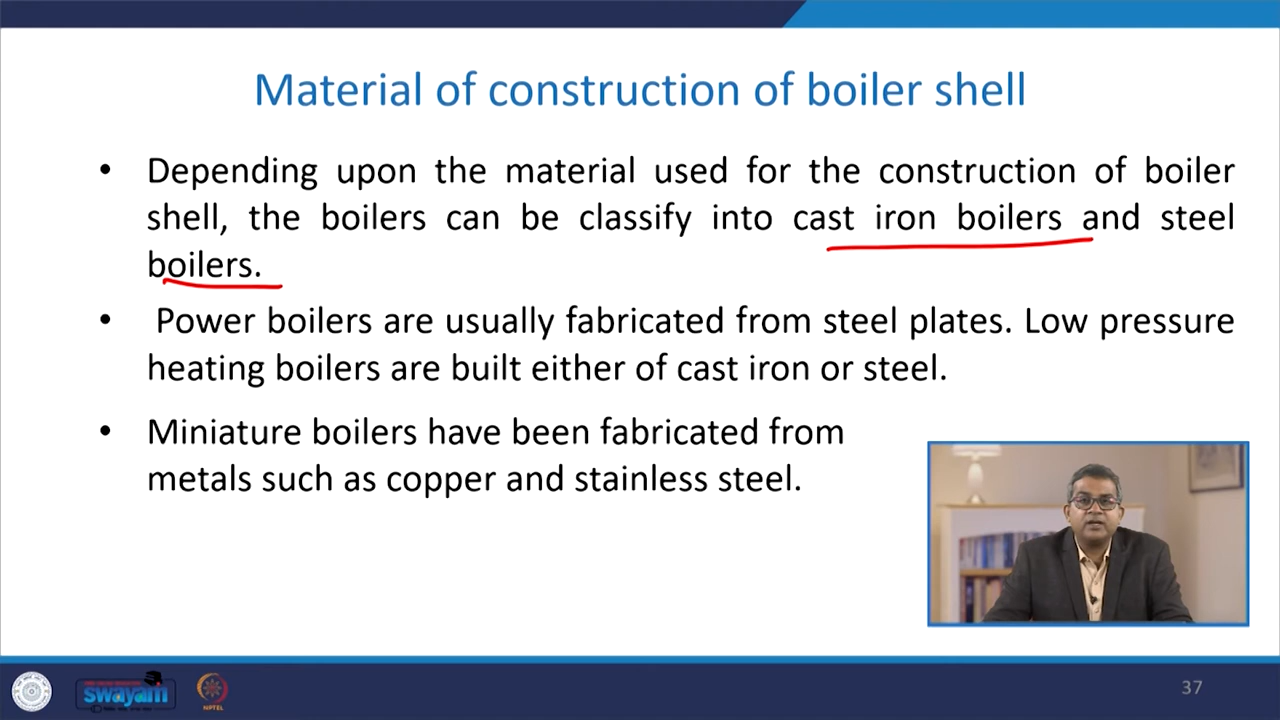 Material of construction of boiler shell
• Depending upon the material used for the construction of boiler
shell, the boilers can be classify into cast iron boilers and steel
boilers.
• Power boilers are usually fabricated from steel plates. Low pressure
heating boilers are built either of cast iron or steel.
• Miniature boilers have been fabricated from
metals such as copper and stainless steel.
swayam
NPTEL
37